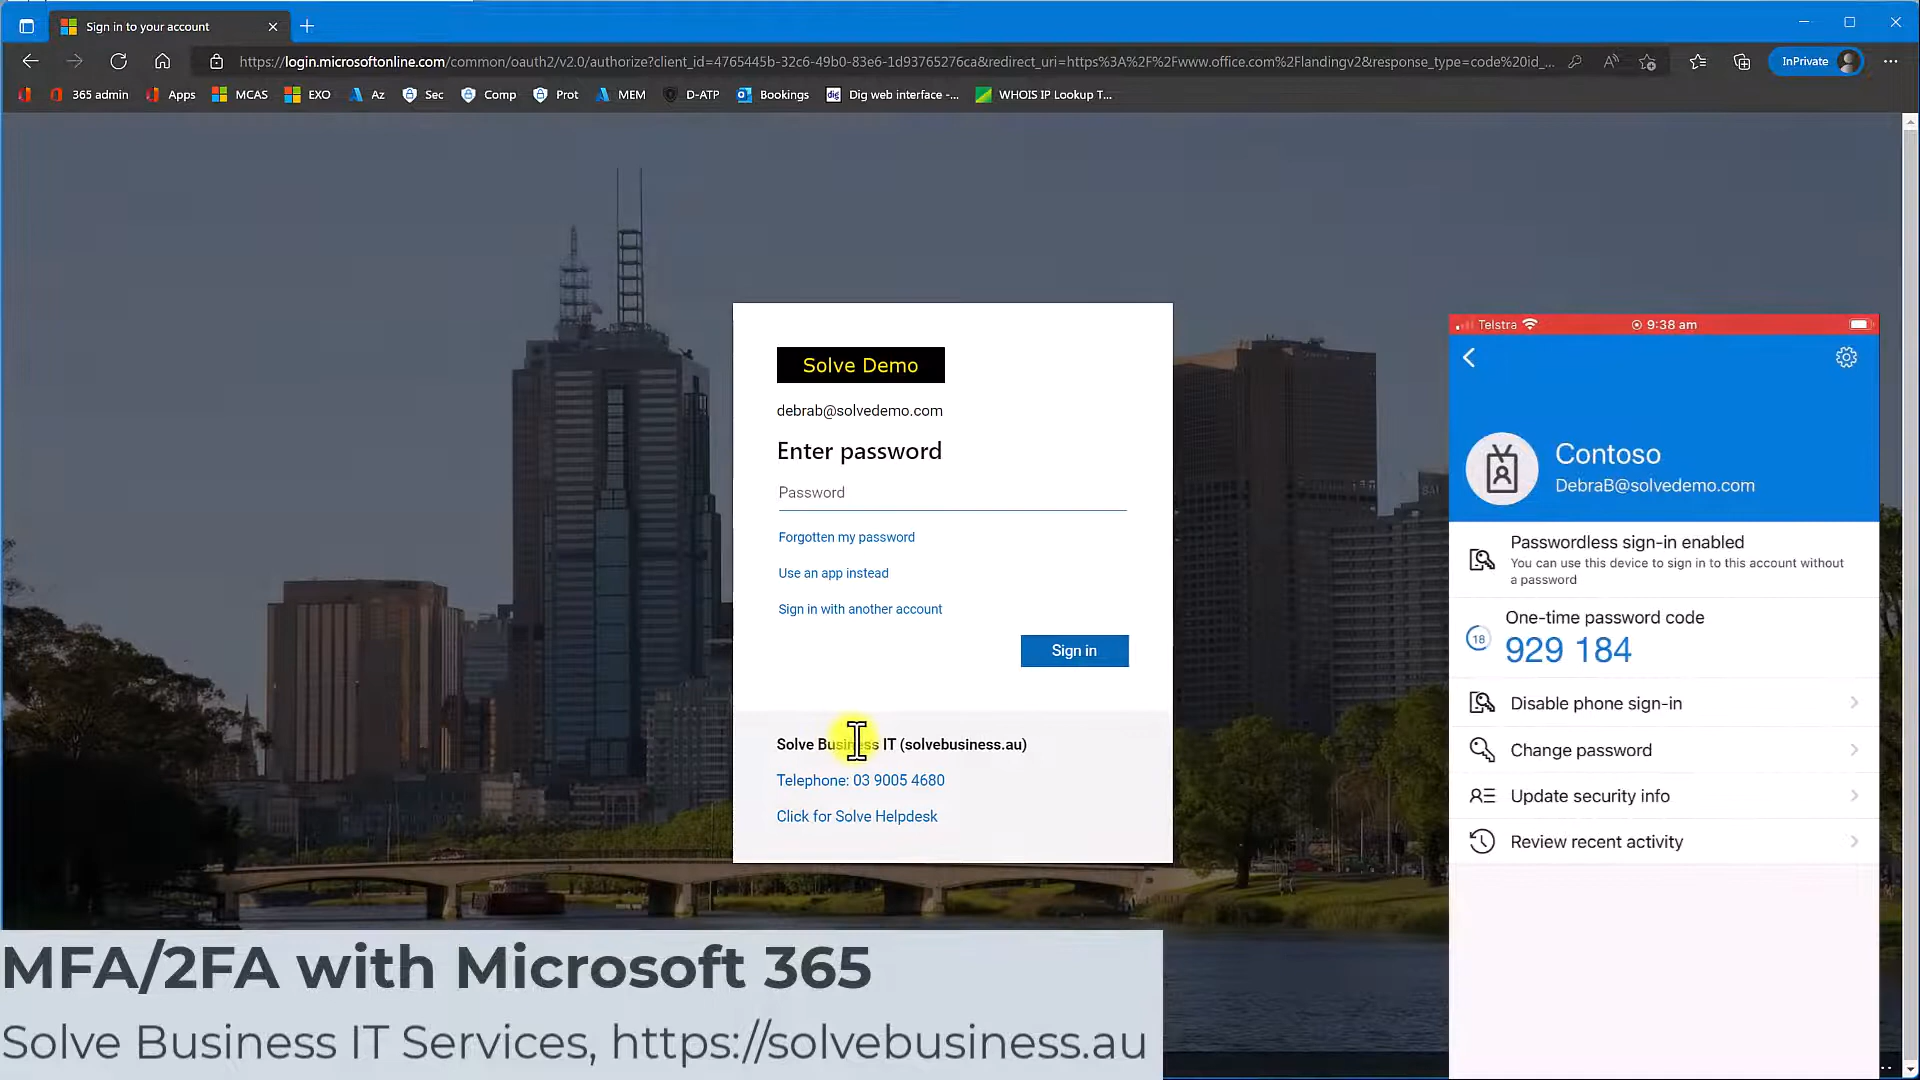 Sign in to your account
https://login.microsoftonline.com/common/oauth2/v2.0/authorize?client_id=4765445b-32c6-49b0-83e6-1d93765276ca&redirect_uri=https%3A%2F%2Fwww.office.com%2Flandingv2&response_type=code%20id_...
InPrivate
365 admin
Apps
MCAS
EXO
Az
Sec
Comp
Prot
MEM
D-ATP
Bookings
dig
Dig web interface -...
WHOIS IP Lookup T...
Solve Demo
debrab@solvedemo.com
Enter password
Password
Forgotten my password
Use an app instead
Sign in with another account
Sign in
Solve Business IT (solvebusiness.au)
Telephone: 03 9005 4680
Click for Solve Helpdesk
Telstra
9:38 am
Contoso
DebraB@solvedemo.com
Passwordless sign-in enabled
You can use this device to sign in to this account without
a password
One-time password code
18
929 184
Disable phone sign-in
Change password
Update security info
Review recent activity
MFA/2FA with Microsoft 365
Solve Business IT Services, https://solvebusiness.au